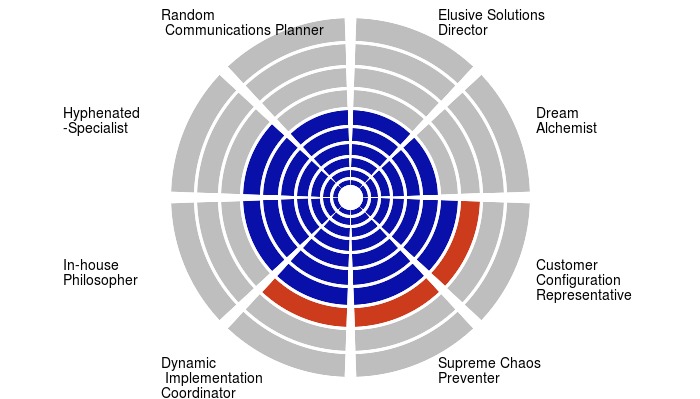 Random
Communications Planner
Elusive Solutions
Director
Hyphenated
-Specialist
Dream
Alchemist
In-house
Philosopher
Customer
Configuration
Representative
Dynamic
Implementation
Coordinator
Supreme Chaos
Preventer